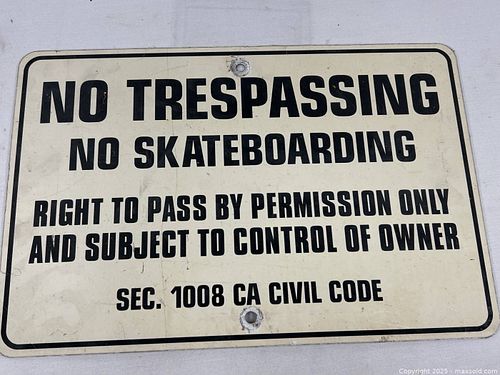 NO TRESPASSING
NO SKATEBOARDING
RIGHT TO PASS BY PERMISSION ONLY
AND SUBJECT TO CONTROL OF OWNER
SEC. 1008 CA CIVIL CODE
Copyright 2025 - maxsold.com